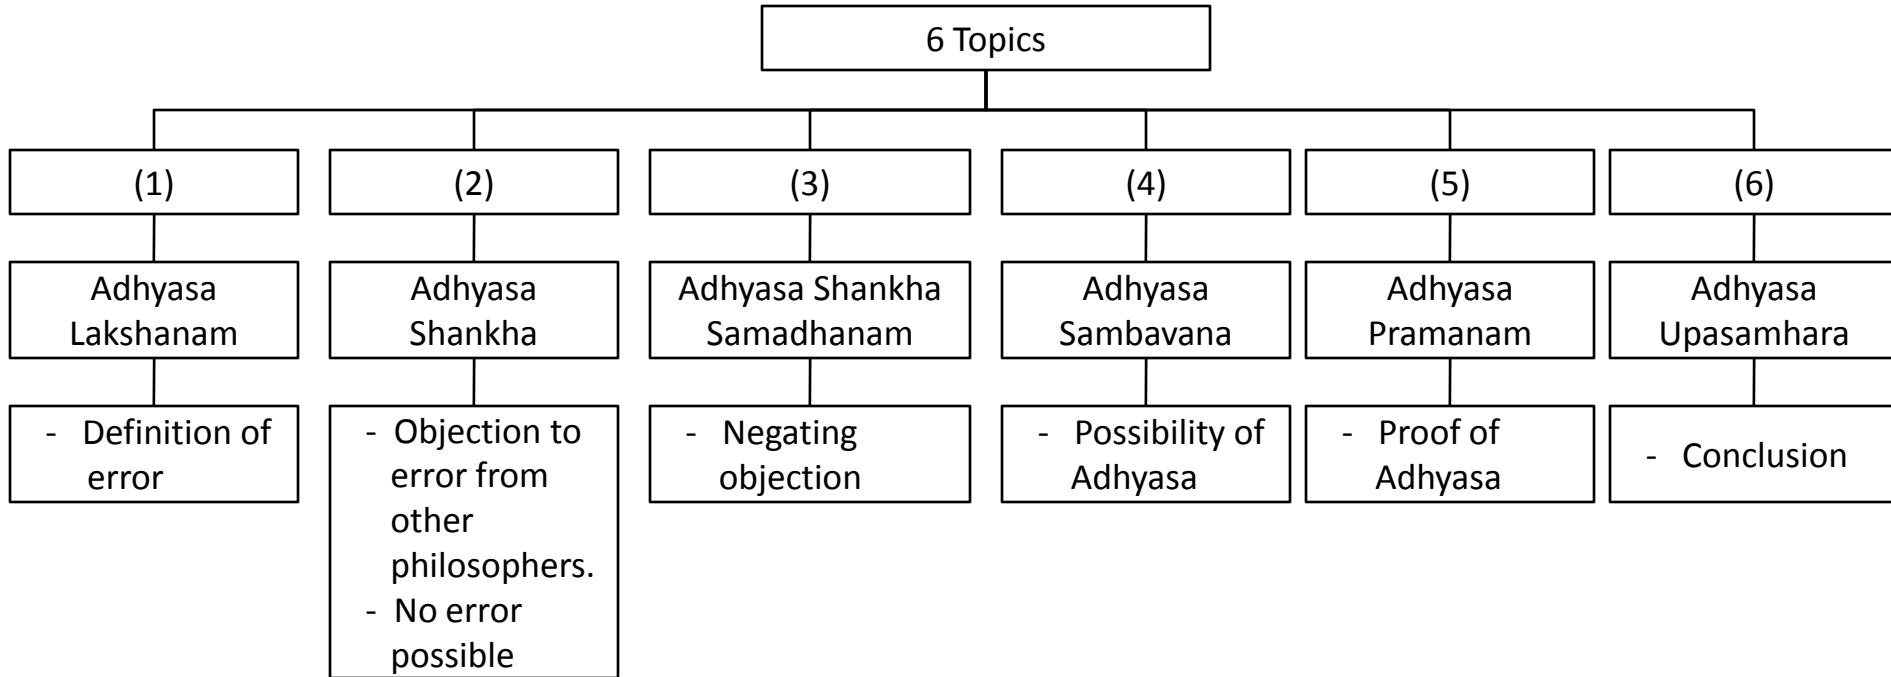 6 Topics
(1)
(2)
(3)
(4)
(5)
(6)
Adhyasa
Lakshanam
Adhyasa
Shankha
Adhyasa Shankha
Samadhanam
Adhyasa
Sambavana
Adhyasa
Pramanam
Adhyasa
Upasamhara
- Definition of
error
- Objection to
error from
other
philosophers.
- No error
possible
- Negating
objection
- Possibility of
Adhyasa
- Proof of
Adhyasa
- Conclusion